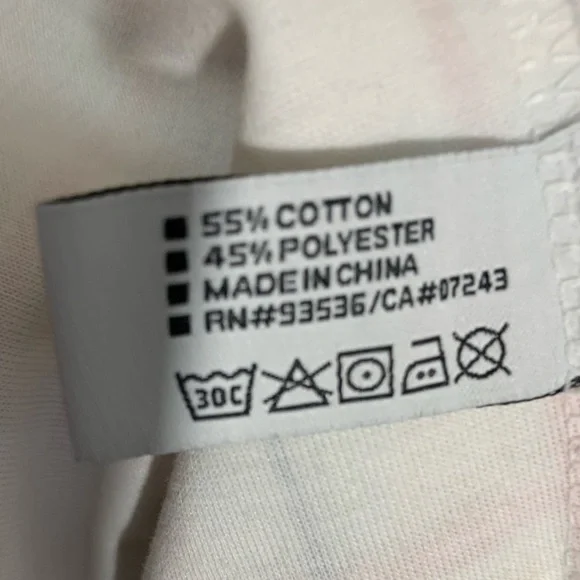 55% COTTON
45% POLYESTER
MADE IN CHINA
RN#93536/CA#07243
30C